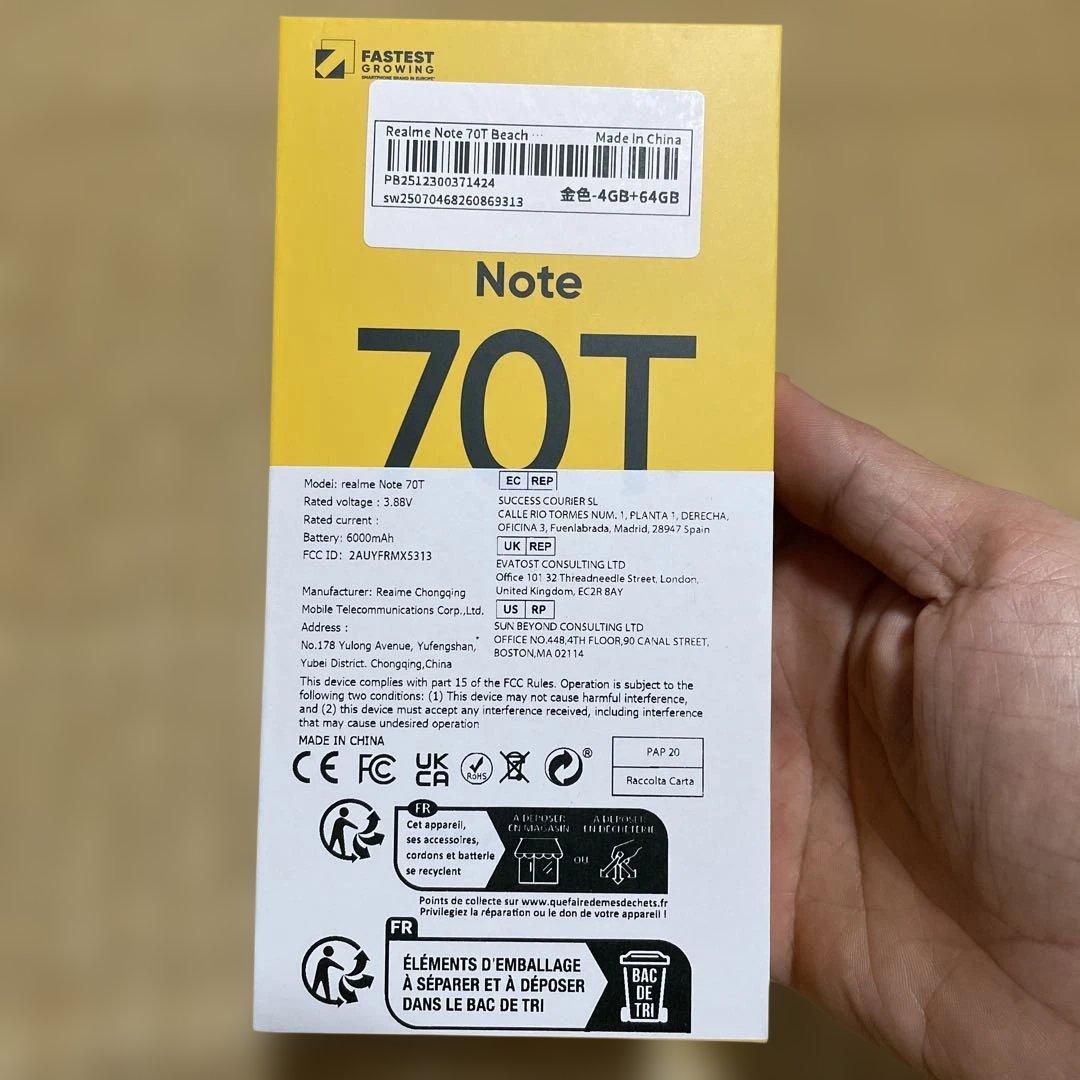 FASTEST
GROWING
SMARTPHONE BRAND IN EUROPE*
Realme Note 70T Beach ··· Made In China
PB2512300371424
sw25070468260869313 金色-4GB+64GB
Note
70T
Model: realme Note 70T
Rated voltage : 3.88V
Rated current :
Battery: 6000mAh
FCC ID: 2AUYFRMX5313
Manufacturer: Reaime Chongqing
Mobile Telecommunications Corp.,Ltd.
Address :
No.178 Yulong Avenue, Yufengshan,
Yubei District. Chongqing,China
EC REP
SUCCESS COURIER SL
CALLE RIO TORMES NUM. 1, PLANTA 1, DERECHA,
OFICINA 3, Fuenlabrada, Madrid, 28947 Spain
UK REP
EVATOST CONSULTING LTD
Office 101 32 Threadneedle Street, London,
United Kingdom, EC2R 8AY
US RP
SUN BEYOND CONSULTING LTD
OFFICE NO.448,4TH FLOOR,90 CANAL STREET,
BOSTON,MA 02114
This device complies with part 15 of the FCC Rules. Operation is subject to the
following two conditions: (1) This device may not cause harmful interference,
and (2) this device must accept any interference received, including interference
that may cause undesired operation
MADE IN CHINA
CE FC UK CA RoHS ®
PAP 20
Raccolta Carta
FR
Cet appareil,
ses accessoires,
cordons et batterie
se recyclent
À DÉPOSER
EN MAGASIN
OU
À DÉPOSER
EN DÉCHÈTERIE
Points de collecte sur www.quefairedemesdechets.fr
Privilegiez la réparation ou le don de votre appareil !
FR
ÉLÉMENTS D'EMBALLAGE
À SÉPARER ET À DÉPOSER
DANS LE BAC DE TRI
BAC
DE
TRI